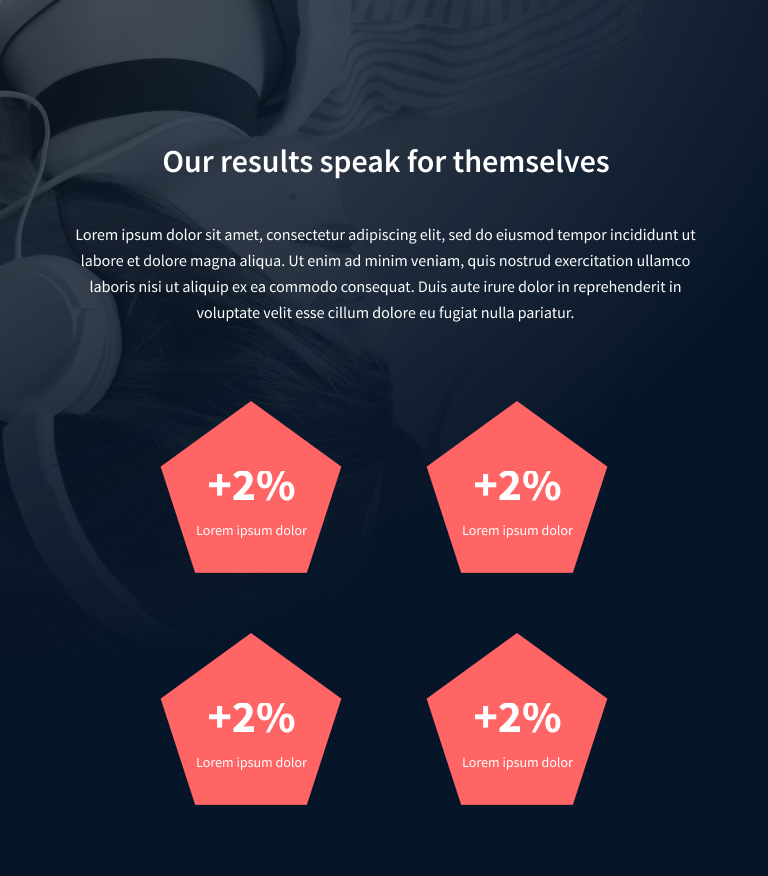 Our results speak for themselves
Lorem ipsum dolor sit amet, consectetur adipiscing elit, sed do eiusmod tempor incididunt ut
labore et dolore magna aliqua. Ut enim ad minim veniam, quis nostrud exercitation ullamco
laboris nisi ut aliquip ex ea commodo consequat. Duis aute irure dolor in reprehenderit in
voluptate velit esse cillum dolore eu fugiat nulla pariatur.
+2%
Lorem ipsum dolor
+2%
Lorem ipsum dolor
+2%
Lorem ipsum dolor
+2%
Lorem ipsum dolor